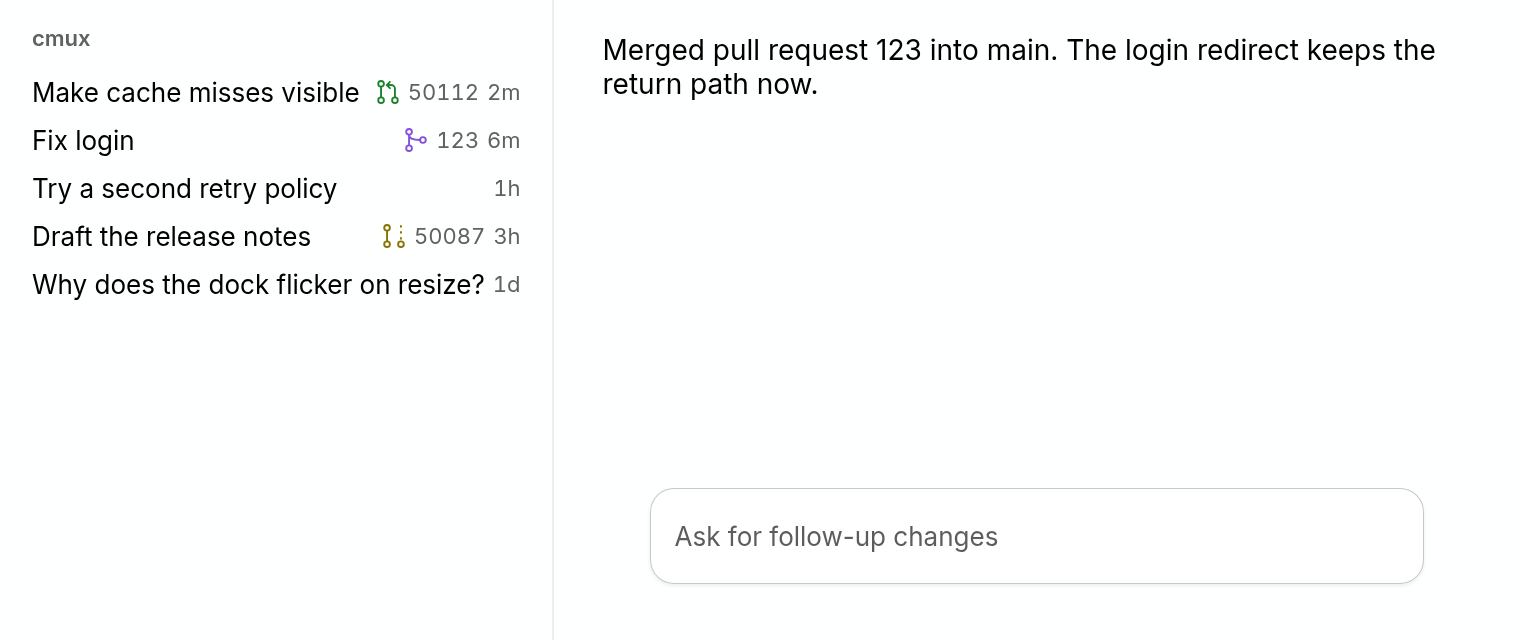 cmux
Make cache misses visible 50112 2m
Fix login 123 6m
Try a second retry policy 1h
Draft the release notes 50087 3h
Why does the dock flicker on resize? 1d
Merged pull request 123 into main. The login redirect keeps the
return path now.
Ask for follow-up changes